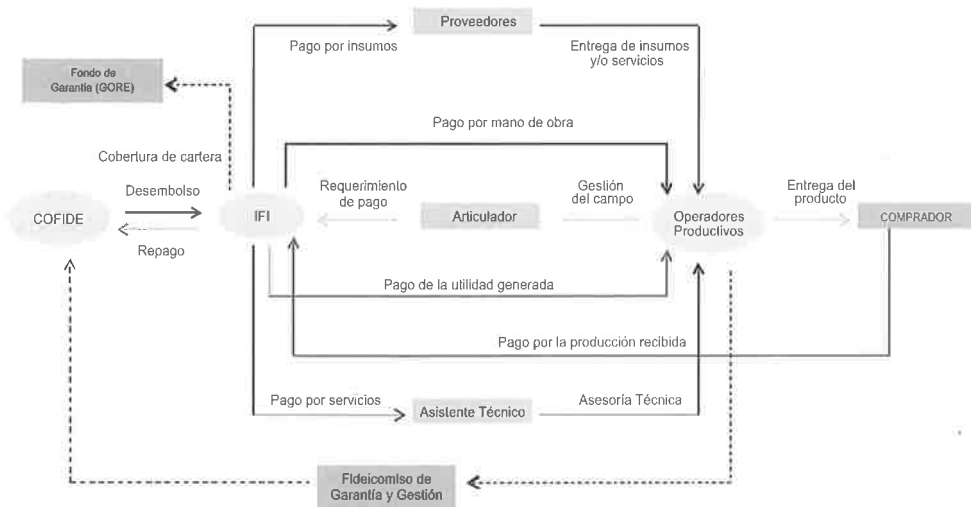 Proveedores
Pago por insumos
Entrega de insumos
y/o servicios
Fondo de
Garantía (GORE)
Pago por mano de obra
Cobertura de cartera
Desembolso
Requerimiento
de pago
Gestión
del campo
Entrega del
producto
COFIDE
IFI
Articulador
Operadores
Productivos
COMPRADOR
Repago
Pago de la utilidad generada
Pago por la producción recibida
Pago por servicios
Asistente Técnico
Asesoría Técnica
Fideicomiso de
Garantía y Gestión